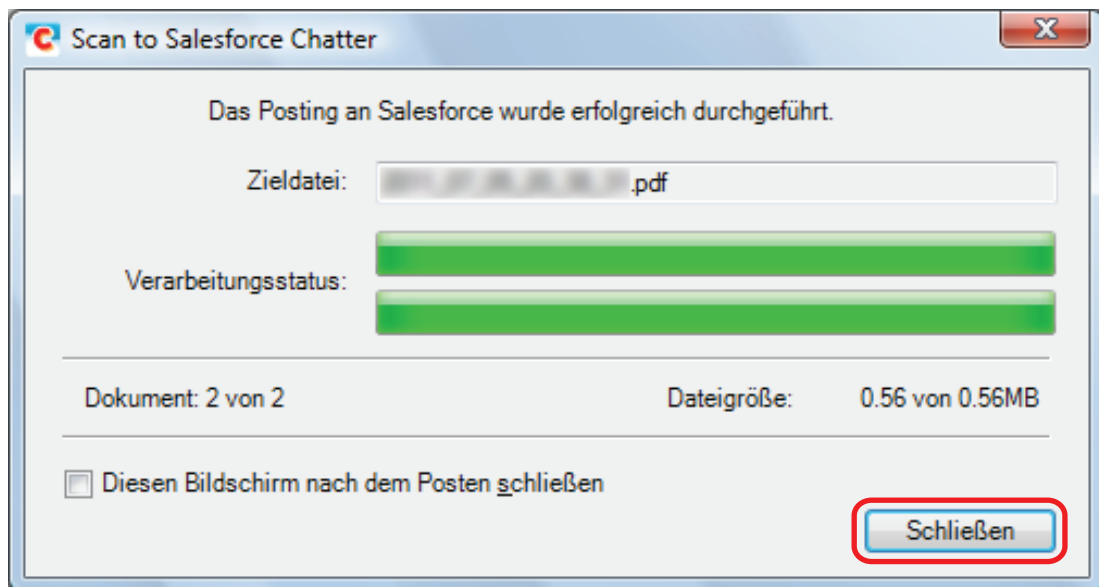 Scan to Salesforce Chatter
Das Posting an Salesforce wurde erfolgreich durchgeführt.
Zieldatei: .pdf
Verarbeitungsstatus:
Dokument: 2 von 2 Dateigröße: 0.56 von 0.56MB
Diesen Bildschirm nach dem Posten schließen
Schließen